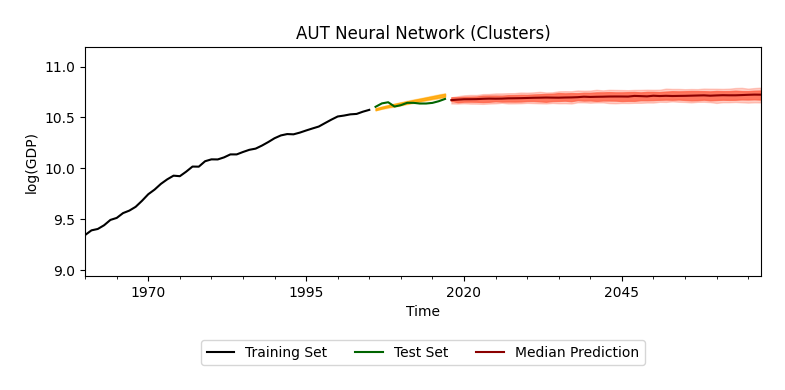 AUT Neural Network (Clusters)
11.0
10.5
10.0
9.5
9.0
log(GDP)
1970 1995 2020 2045
Time
Training Set Test Set Median Prediction